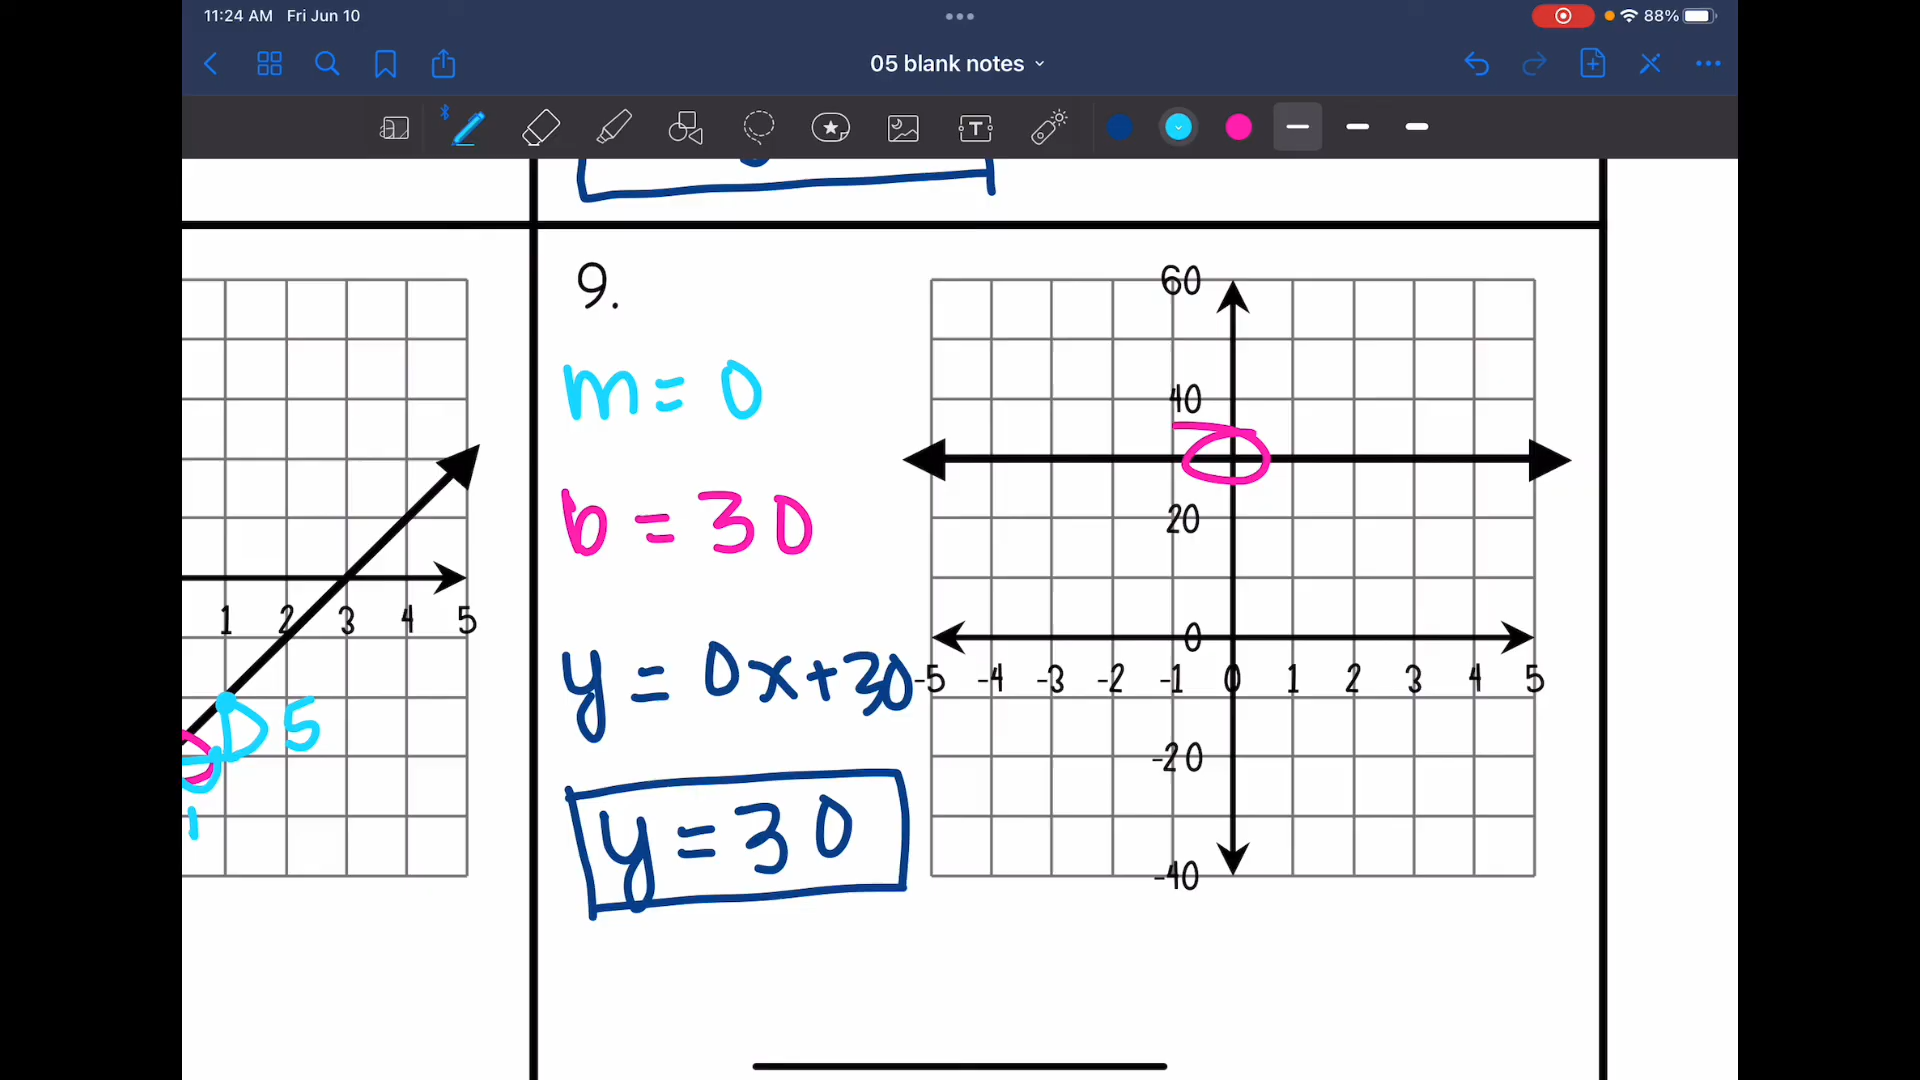 11:24 AM Fri Jun 10
88%
05 blank notes
T
1 2 3 4 5
5
1
9.
m = 0
b = 30
y = 0x+30
y = 30
60
40
20
0
-5 -4 -3 -2 -1 0 1 2 3 4 5
-20
-40